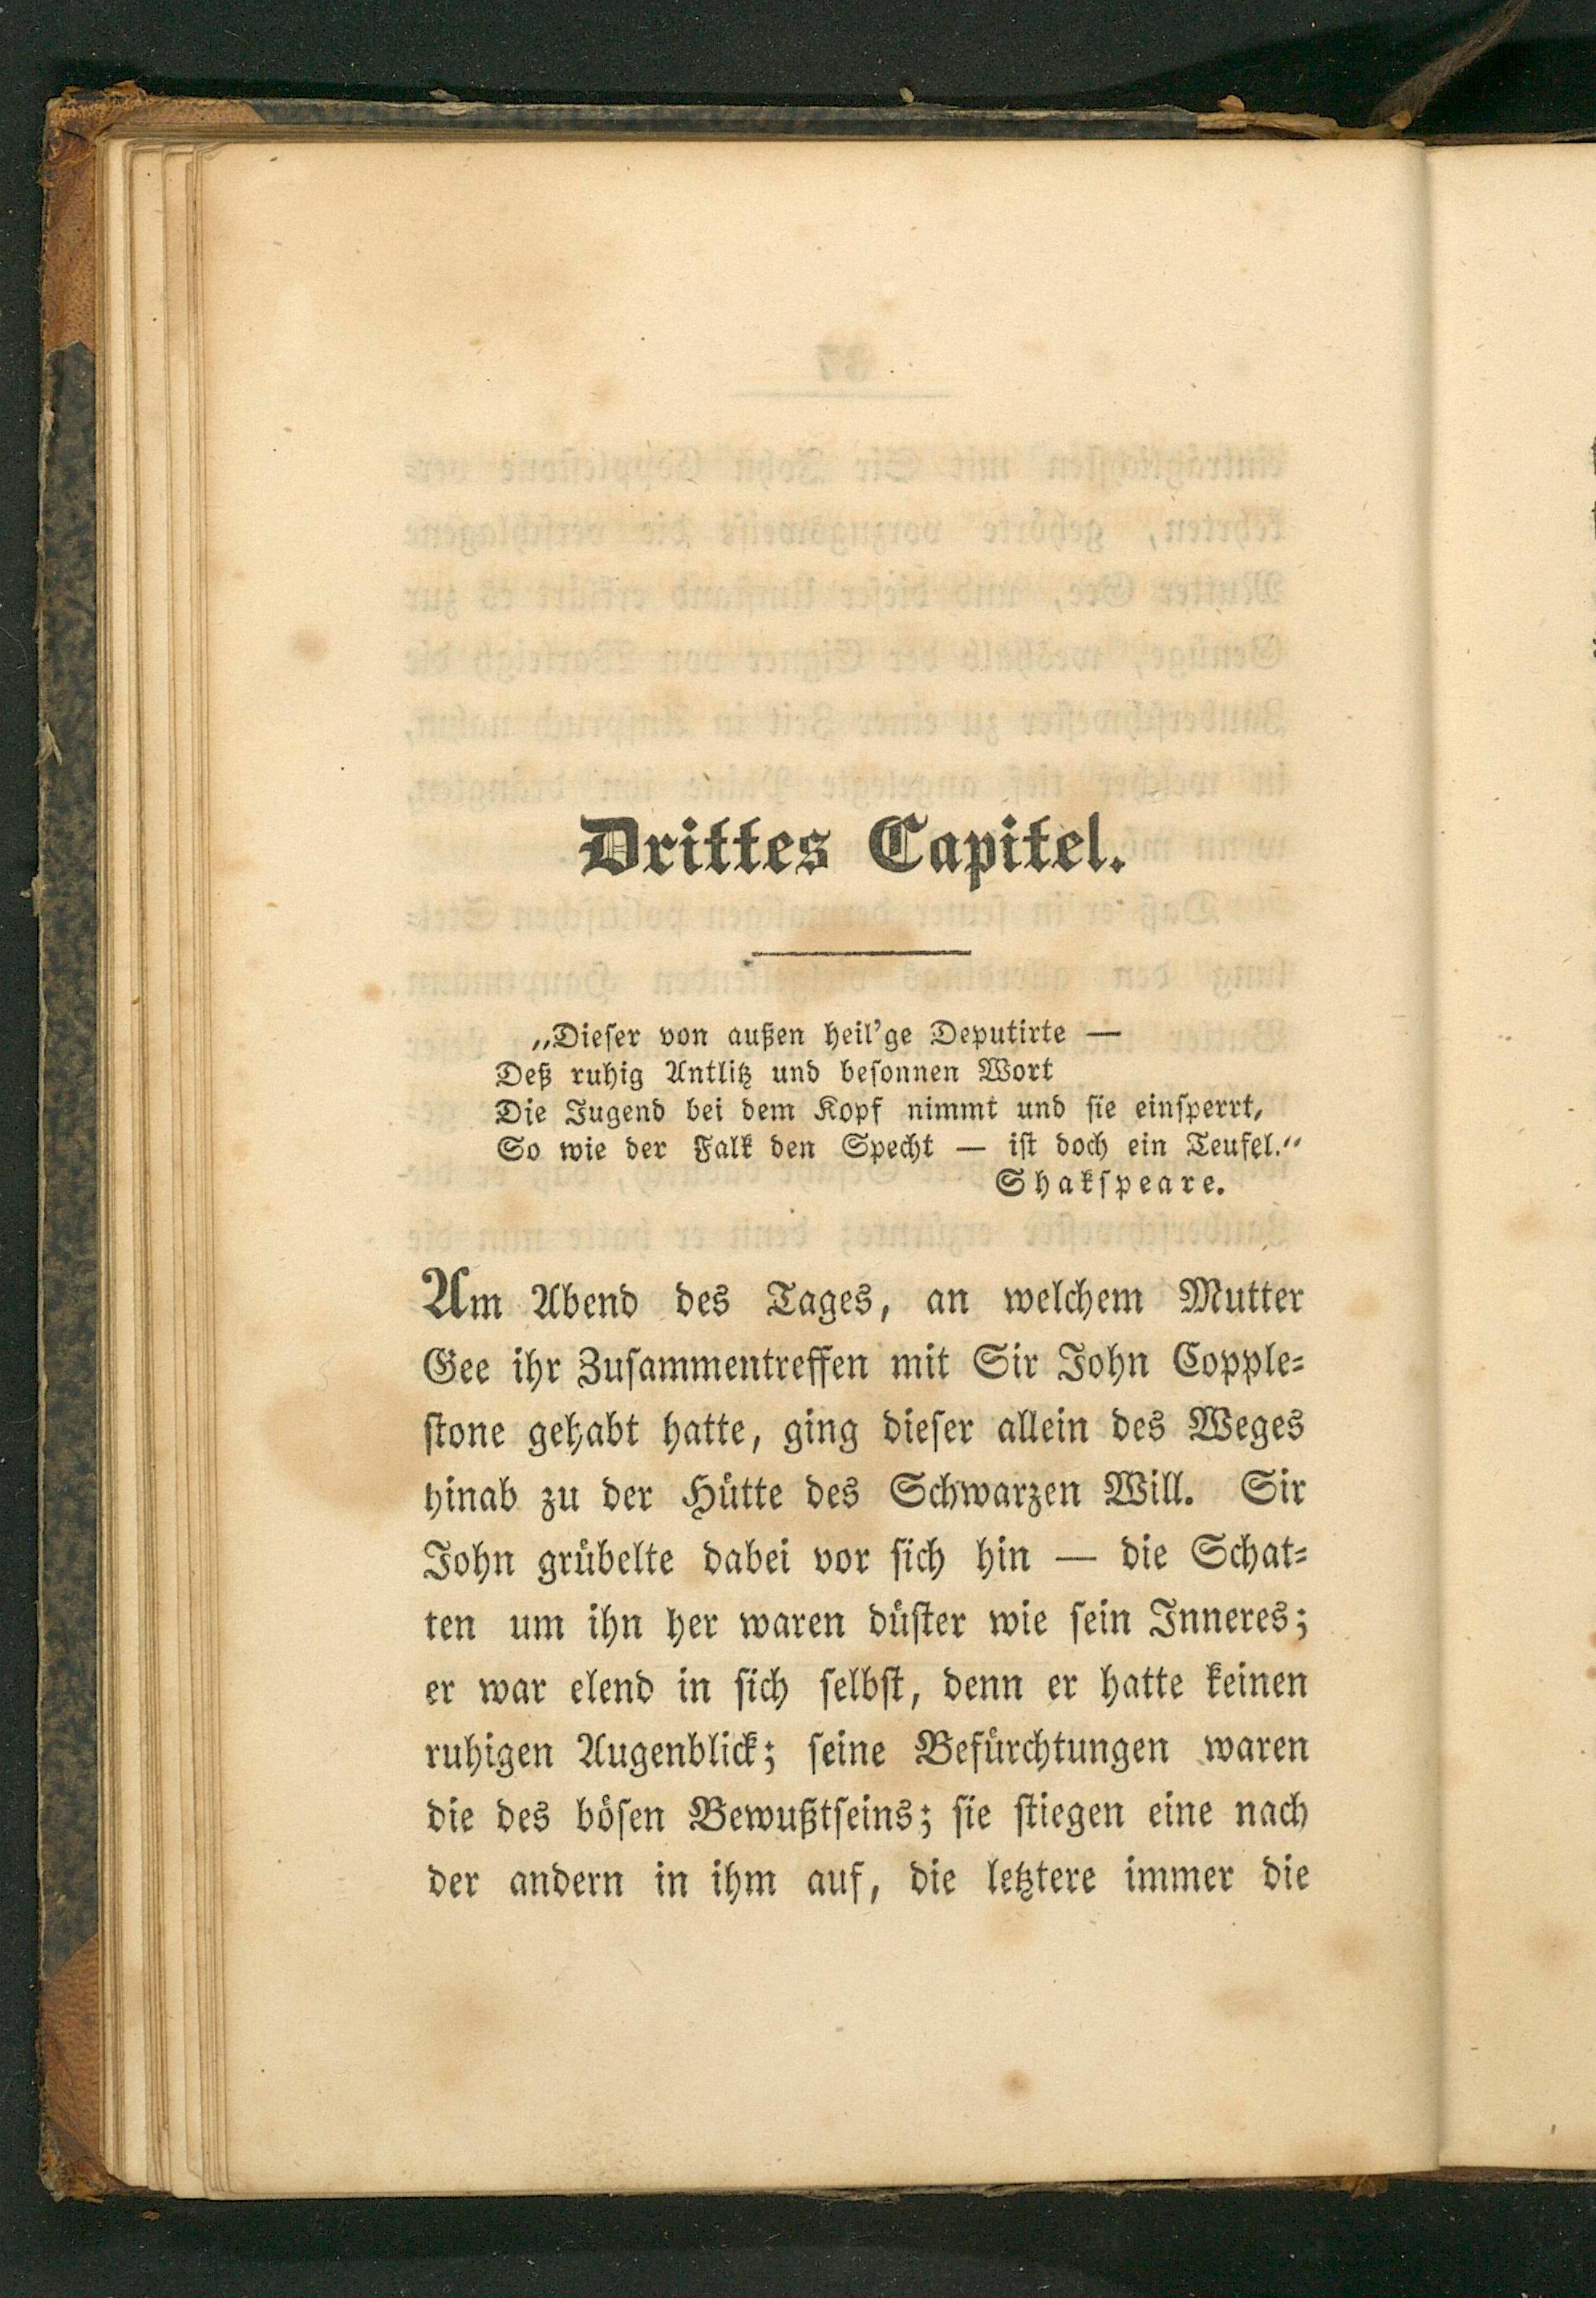 Drittes Capitel.
„Dieser von außen heil'ge Deputirte —
Deß ruhig Antlitz und besonnen Wort
Die Jugend bei dem Kopf nimmt und sie einsperrt,
So wie der Falk den Specht — ist doch ein Teufel.“
Shakspeare.
Am Abend des Tages, an welchem Mutter
Gee ihr Zusammentreffen mit Sir John Copple-
stone gehabt hatte, ging dieser allein des Weges
hinab zu der Hütte des Schwarzen Will. Sir
John grübelte dabei vor sich hin — die Schat-
ten um ihn her waren düster wie sein Inneres;
er war elend in sich selbst, denn er hatte keinen
ruhigen Augenblick; seine Befürchtungen waren
die des bösen Bewußtseins; sie stiegen eine nach
der andern in ihm auf, die letztere immer die